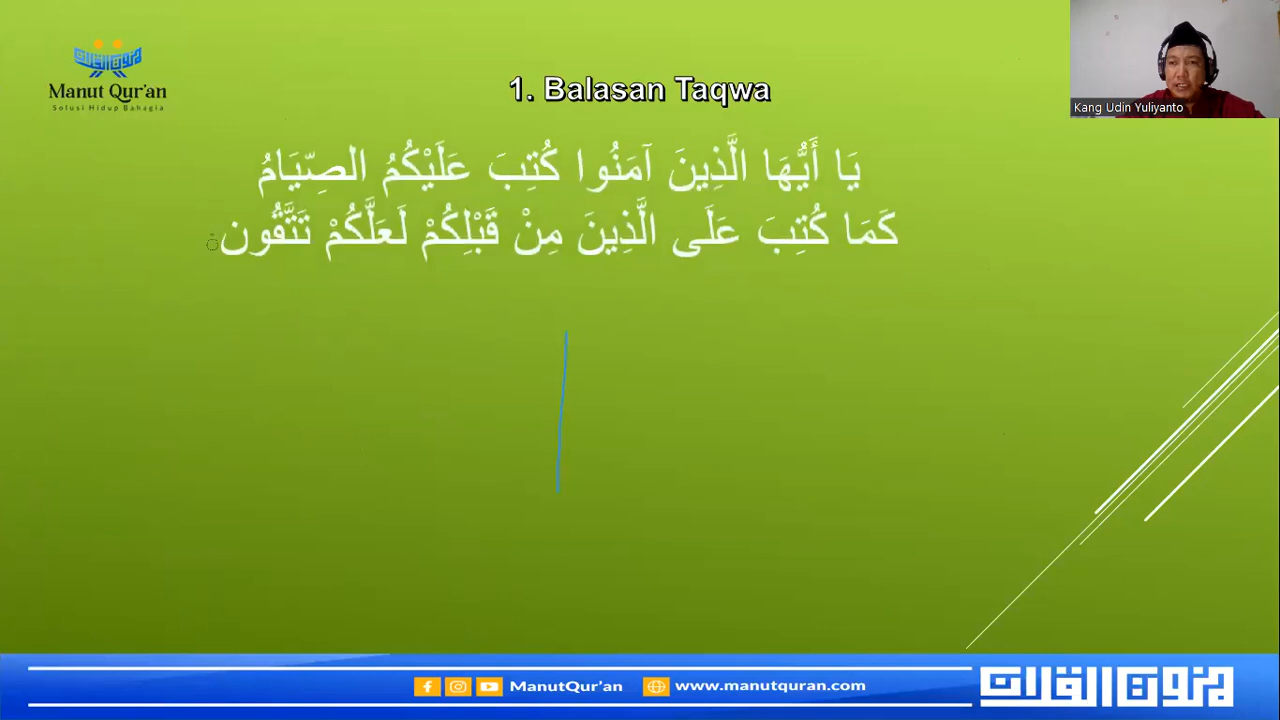 Manut Qur'an
Solusi Hidup Bahagia
1. Balasan Taqwa
Kang Udin Yuliyanto
يَا أَيُّهَا الَّذِينَ آمَنُوا كُتِبَ عَلَيْكُمُ الصِّيَامُ
كَمَا كُتِبَ عَلَى الَّذِينَ مِنْ قَبْلِكُمْ لَعَلَّكُمْ تَتَّقُونَ
ManutQur'an
www.manutquran.com